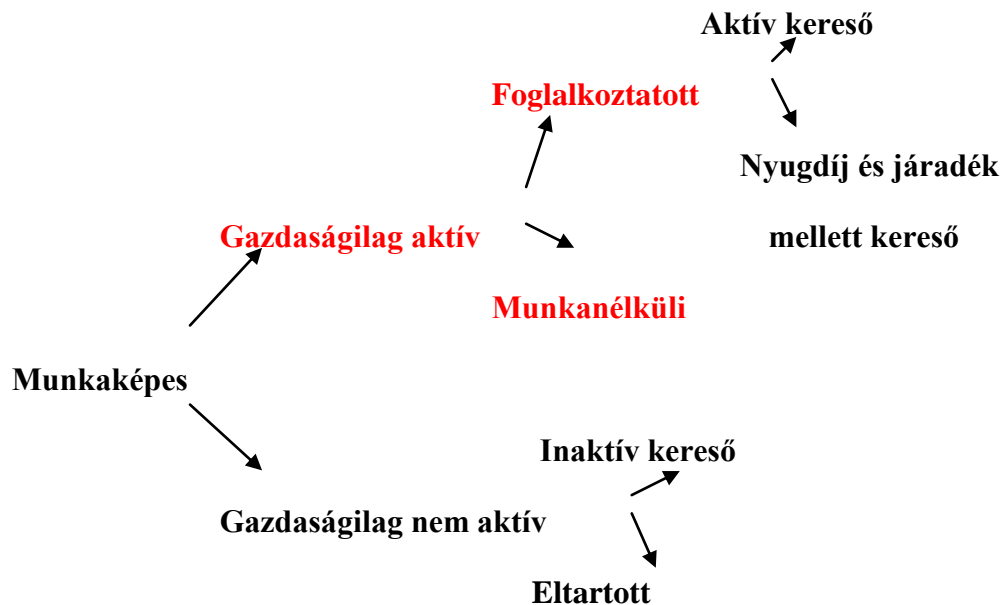 Aktív kereső
Foglalkoztatott
Nyugdíj és járadék
Gazdaságilag aktív
mellett kereső
Munkanélküli
Munkaképes
Inaktív kereső
Gazdaságilag nem aktív
Eltartott